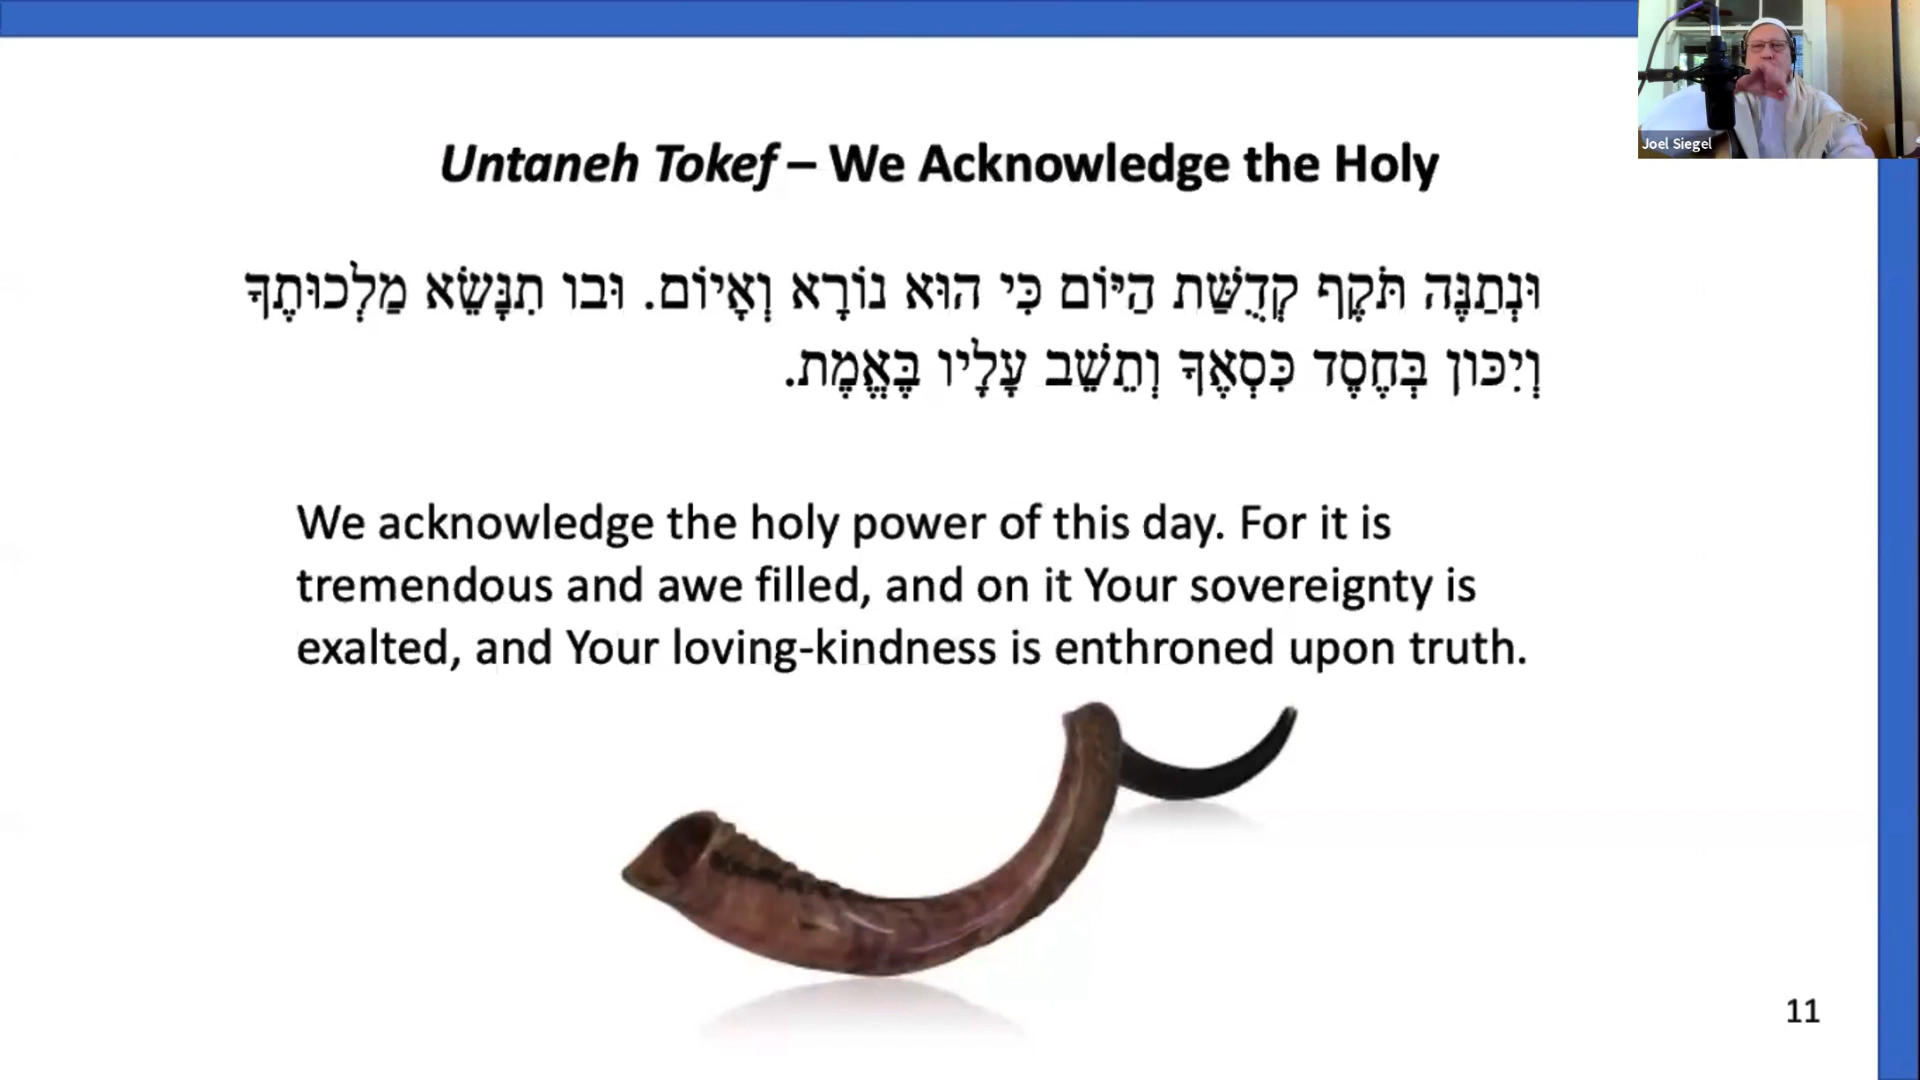 Untaneh Tokef – We Acknowledge the Holy
וּנְתַנֶּה תֹּקֶף קְדֻשַּׁת הַיּוֹם כִּי הוּא נוֹרָא וְאָיוֹם. וּבו תִנָּשֵׂא מַלְכוּתֶךָ
וְיִכּוֹן בְּחֶסֶד כִּסְאֶךָ וְתֵשֵׁב עָלָיו בֶּאֱמֶת.
We acknowledge the holy power of this day. For it is
tremendous and awe filled, and on it Your sovereignty is
exalted, and Your loving-kindness is enthroned upon truth.
11
Joel Siegel